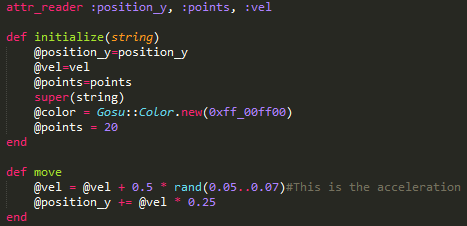 attr_reader :position_y, :points, :vel
def initialize(string)
@position_y=position_y
@vel=vel
@points=points
super(string)
@color = Gosu::Color.new(0xff_00ff00)
@points = 20
end
def move
@vel = @vel + 0.5 * rand(0.05..0.07)#This is the acceleration
@position_y += @vel * 0.25
end